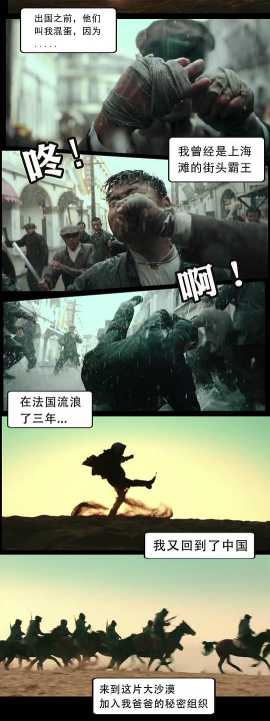 出国之前，他们
叫我混蛋，因为
.....
我曾经是上海
滩的街头霸王
咚！
啊！
在法国流浪
了三年...
我又回到了中国
来到这片大沙漠
加入我爸爸的秘密组织